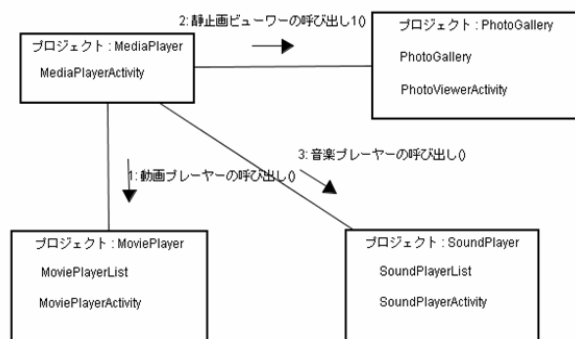 2: 静止画ビューワーの呼び出し1()
プロジェクト : MediaPlayer
MediaPlayerActivity
プロジェクト : PhotoGallery
PhotoGallery
PhotoViewerActivity
1: 動画プレーヤーの呼び出し()
3: 音楽プレーヤーの呼び出し()
プロジェクト : MoviePlayer
MoviePlayerList
MoviePlayerActivity
プロジェクト : SoundPlayer
SoundPlayerList
SoundPlayerActivity